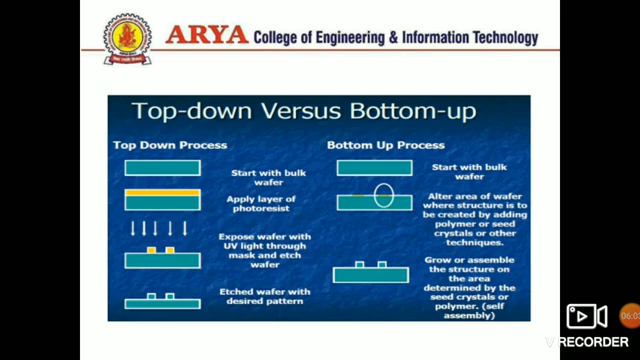 ARYA College of Engineering & Information Technology
Top-down Versus Bottom-up
Top Down Process
Start with bulk
wafer
Apply layer of
photoresist
Expose wafer with
UV light through
mask and etch
wafer
Etched wafer with
desired pattern
Bottom Up Process
Start with bulk
wafer
Alter area of wafer
where structure is to
be created by adding
polymer or seed
crystals or other
techniques.
Grow or assemble
the structure on
the area
determined by the
seed crystals or
polymer. (self
assembly)
06:03
V RECORDER